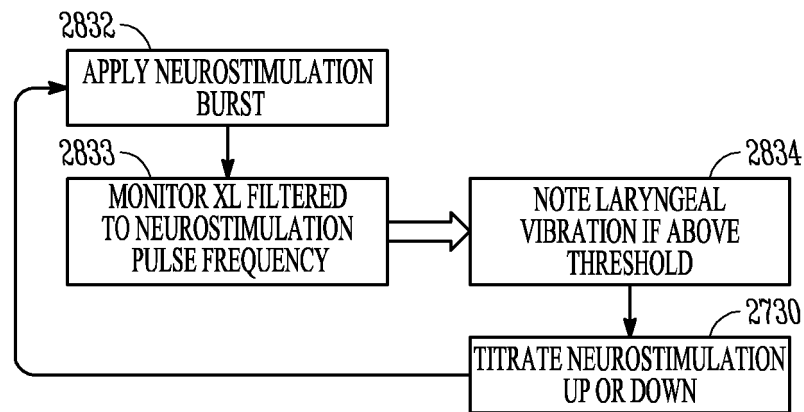 2832
APPLY NEUROSTIMULATION
BURST
2833
MONITOR XL FILTERED
TO NEUROSTIMULATION
PULSE FREQUENCY
2834
NOTE LARYNGEAL
VIBRATION IF ABOVE
THRESHOLD
2730
TITRATE NEUROSTIMULATION
UP OR DOWN